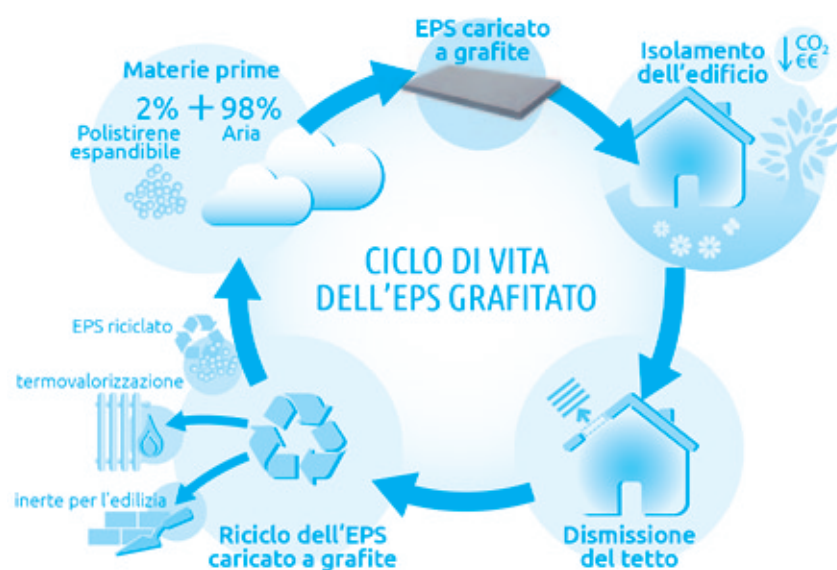 EPS caricato
a grafite
Isolamento
dell'edificio
↓CO₂
€€
Materie prime
2% + 98%
Polistirene
espandibile
Aria
CICLO DI VITA
DELL'EPS GRAFITATO
EPS riciclato
termovalorizzazione
inerte per l'edilizia
Riciclo dell'EPS
caricato a grafite
Dismissione
del tetto